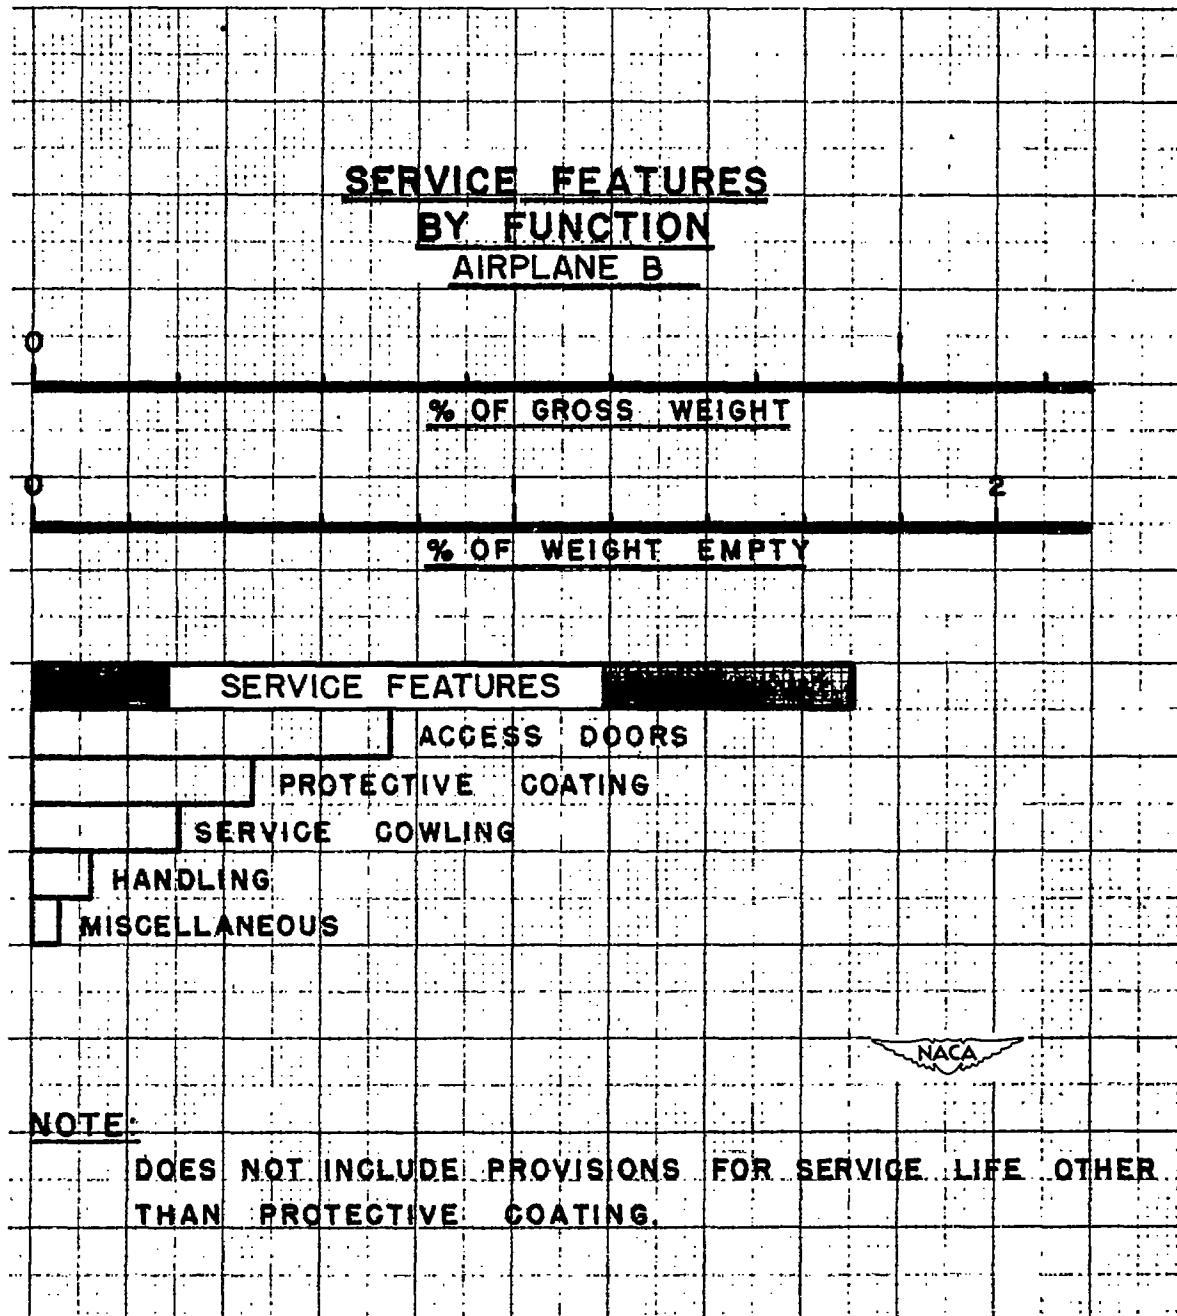 SERVICE FEATURES
BY FUNCTION
AIRPLANE B
0 1
% OF GROSS WEIGHT
0 2
% OF WEIGHT EMPTY
SERVICE FEATURES
ACCESS DOORS
PROTECTIVE COATING
SERVICE COWLING
HANDLING
MISCELLANEOUS
NACA
NOTE:
DOES NOT INCLUDE PROVISIONS FOR SERVICE LIFE OTHER
THAN PROTECTIVE COATING.